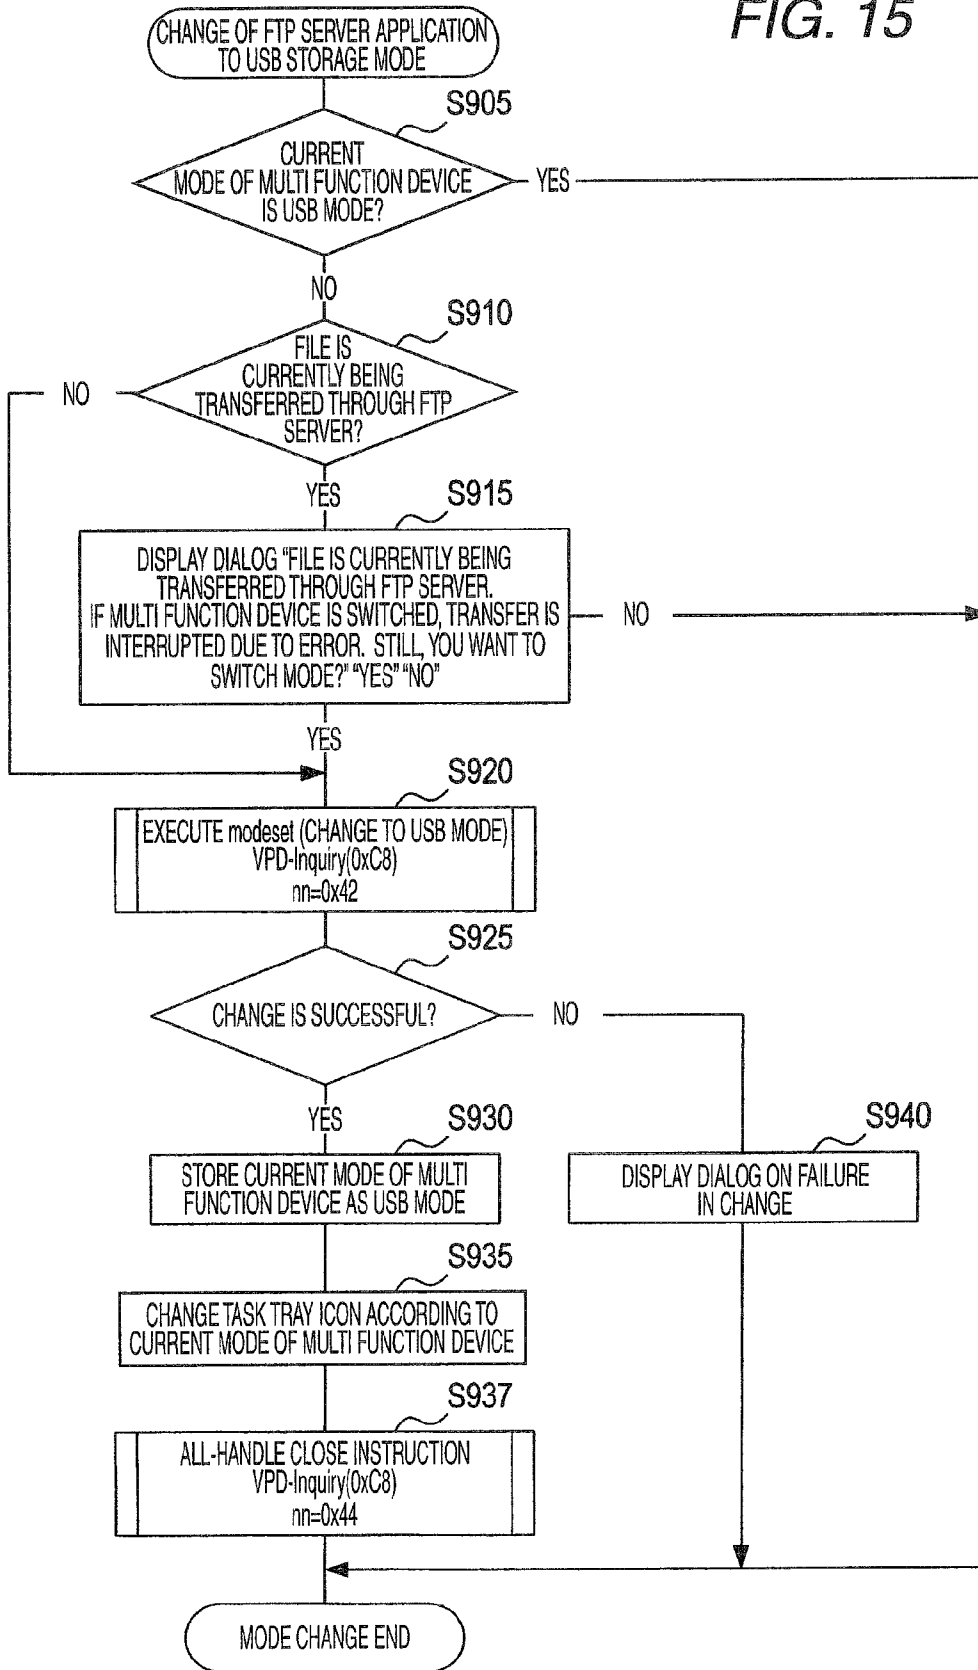 FIG. 15
CHANGE OF FTP SERVER APPLICATION
TO USB STORAGE MODE
S905
CURRENT
MODE OF MULTI FUNCTION DEVICE
IS USB MODE?
YES
NO
S910
FILE IS
CURRENTLY BEING
TRANSFERRED THROUGH FTP
SERVER?
NO
YES
S915
DISPLAY DIALOG "FILE IS CURRENTLY BEING
TRANSFERRED THROUGH FTP SERVER.
IF MULTI FUNCTION DEVICE IS SWITCHED, TRANSFER IS
INTERRUPTED DUE TO ERROR. STILL, YOU WANT TO
SWITCH MODE?" "YES" "NO"
NO
YES
S920
EXECUTE modeset (CHANGE TO USB MODE)
VPD-Inquiry(0xC8)
nn=0x42
S925
CHANGE IS SUCCESSFUL?
NO
YES
S930
STORE CURRENT MODE OF MULTI
FUNCTION DEVICE AS USB MODE
S940
DISPLAY DIALOG ON FAILURE
IN CHANGE
S935
CHANGE TASK TRAY ICON ACCORDING TO
CURRENT MODE OF MULTI FUNCTION DEVICE
S937
ALL-HANDLE CLOSE INSTRUCTION
VPD-Inquiry(0xC8)
nn=0x44
MODE CHANGE END